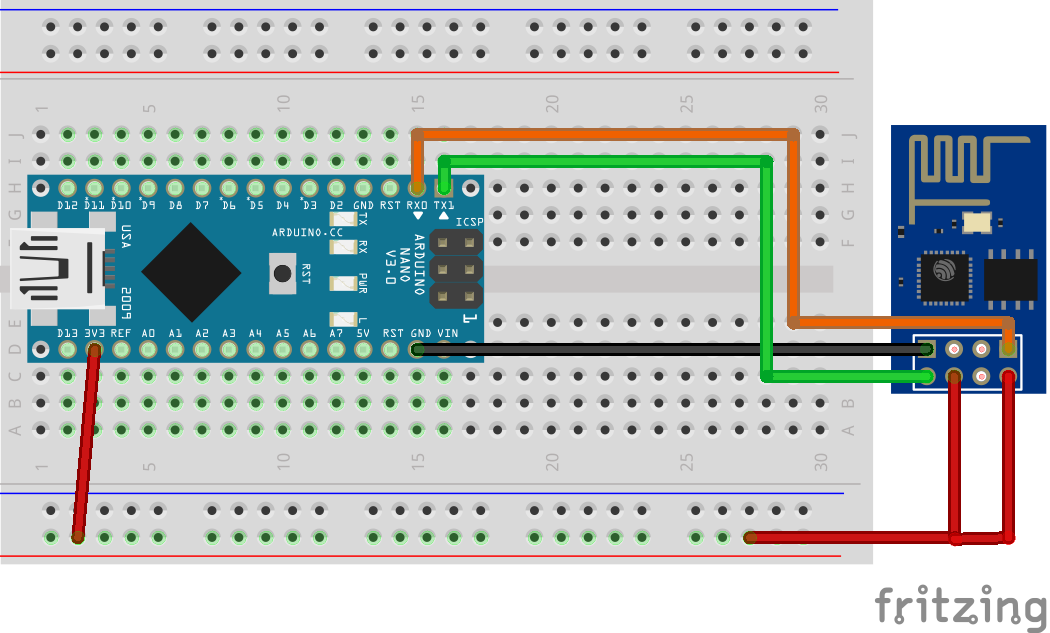 1 5 10 15 20 25 30
J
I
H
G
F
D12 D11 D10 D9 D8 D7 D6 D5 D4 D3 D2 GND RST RX0 TX1
TX
ICSP
USA
ARDUINO.CC
RX
RST
ARDUINO
NANO
V3.0
PWR
2009
L
1
E
D13 3V3 REF A0 A1 A2 A3 A4 A5 A6 A7 5V RST GND VIN
D
C
B B
A A
1 5 10 15 20 25 30
J
I
H
G
F
fritzing